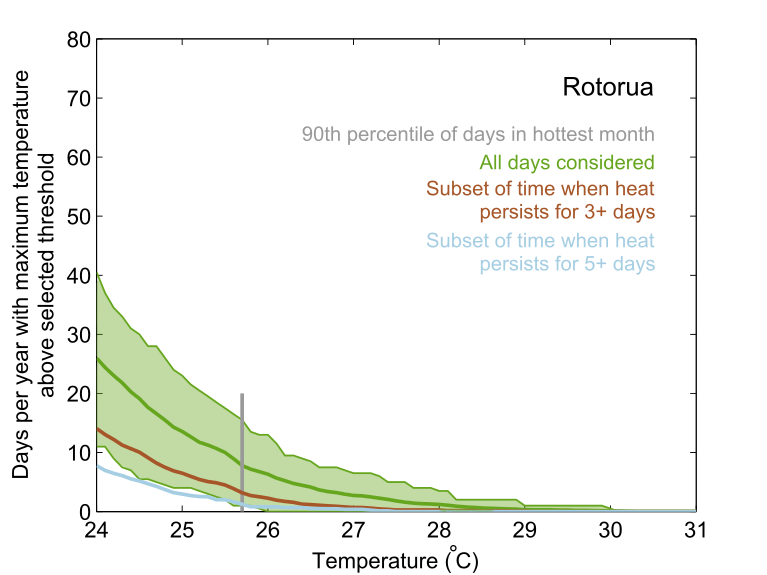 80
70
60
50
40
30
20
10
0
Days per year with maximum temperature
above selected threshold
Rotorua
90th percentile of days in hottest month
All days considered
Subset of time when heat
persists for 3+ days
Subset of time when heat
persists for 5+ days
24 25 26 27 28 29 30 31
Temperature (°C)